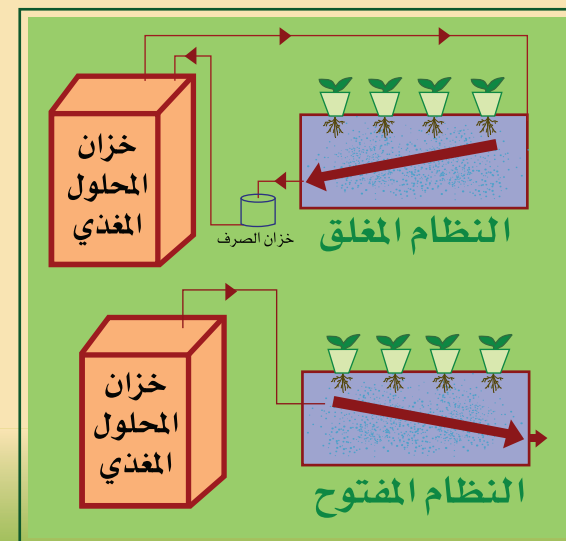 خزان
المحلول
المغذي
خزان الصرف
النظام المغلق
خزان
المحلول
المغذي
النظام المفتوح